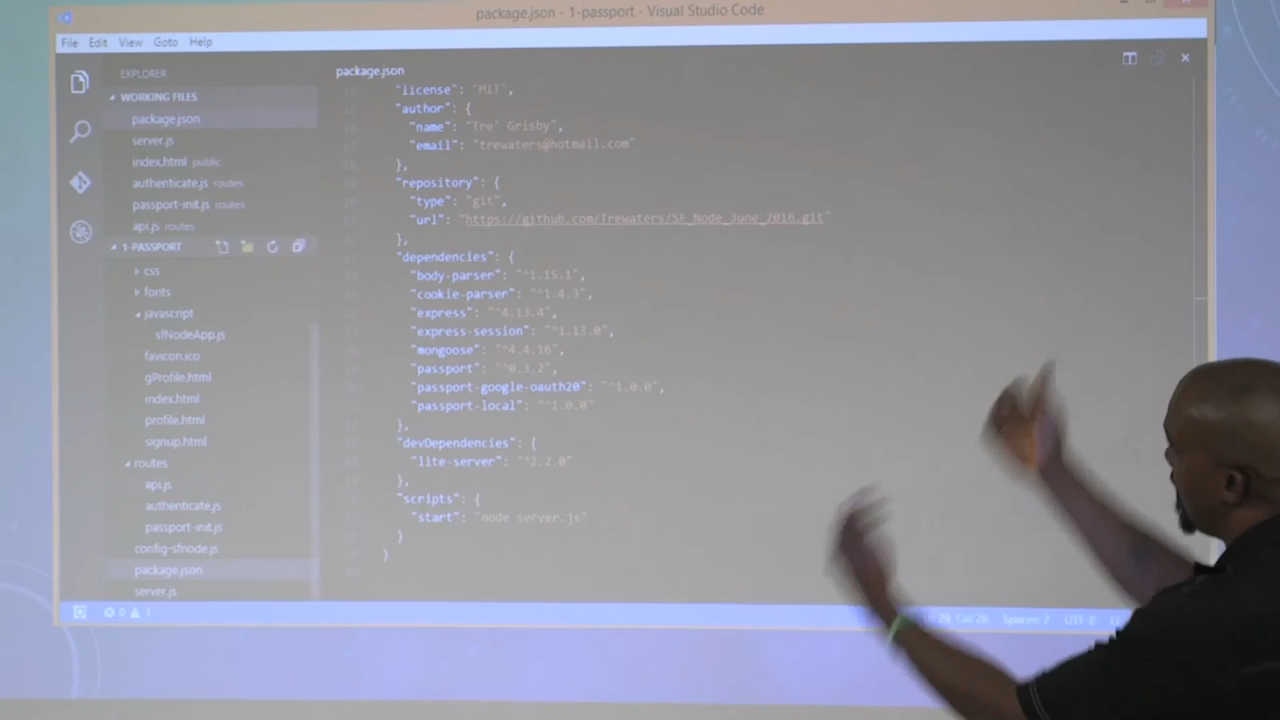 package.json - 1-passport - Visual Studio Code
File Edit View Goto Help
EXPLORER
WORKING FILES
package.json
server.js
index.html public
authenticate.js routes
passport-init.js routes
api.js routes
1-PASSPORT
css
fonts
javascript
sfNodeApp.js
favicon.ico
gProfile.html
index.html
profile.html
signup.html
routes
api.js
authenticate.js
passport-init.js
config-sfnode.js
package.json
server.js
package.json
"license": "MIT",
"author": {
"name": "Tre' Grisby",
"email": "trewaters@hotmail.com"
},
"repository": {
"type": "git",
"url": "https://github.com/Trewaters/SF_Node_June_2016.git"
},
"dependencies": {
"body-parser": "^1.15.1",
"cookie-parser": "^1.4.3",
"express": "^4.13.4",
"express-session": "^1.13.0",
"mongoose": "^4.4.16",
"passport": "^0.3.2",
"passport-google-oauth20": "^1.0.0",
"passport-local": "^1.0.0"
},
"devDependencies": {
"lite-server": "^2.2.0"
},
"scripts": {
"start": "node server.js"
}
}
0 1
Spaces: 2 UTF-8